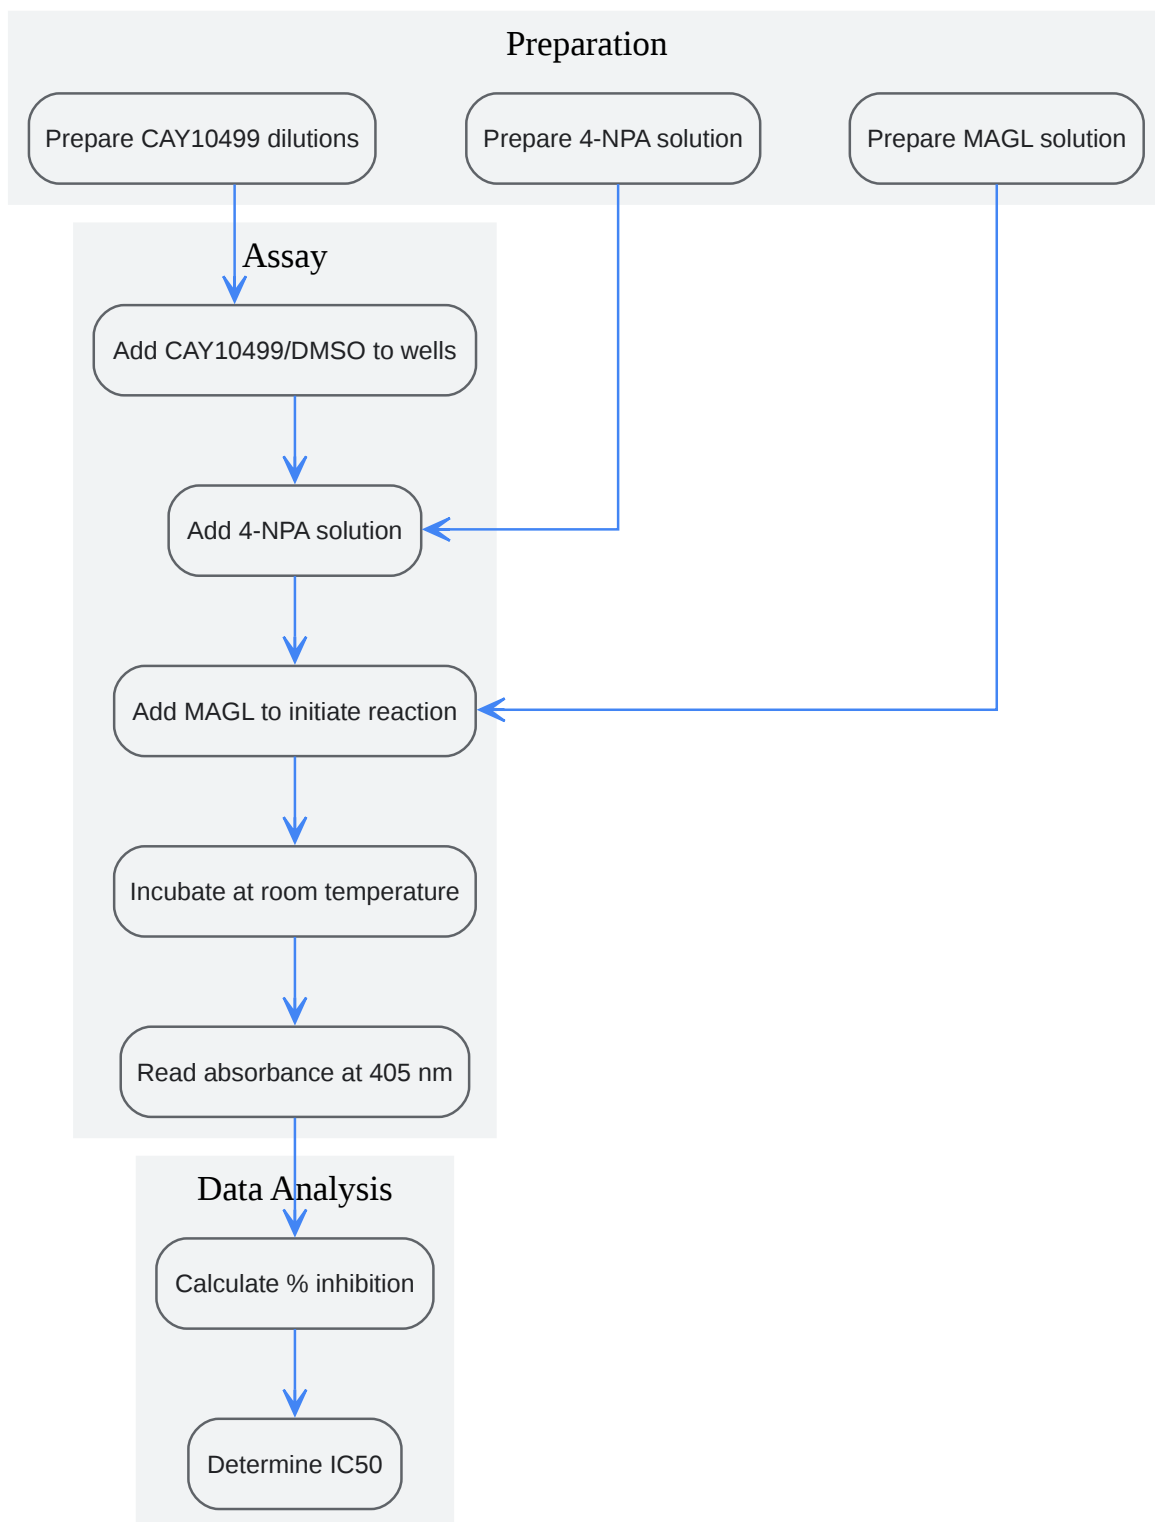 Preparation
Prepare CAY10499 dilutions
Prepare 4-NPA solution
Prepare MAGL solution
Assay
Add CAY10499/DMSO to wells
Add 4-NPA solution
Add MAGL to initiate reaction
Incubate at room temperature
Read absorbance at 405 nm
Data Analysis
Calculate % inhibition
Determine IC50